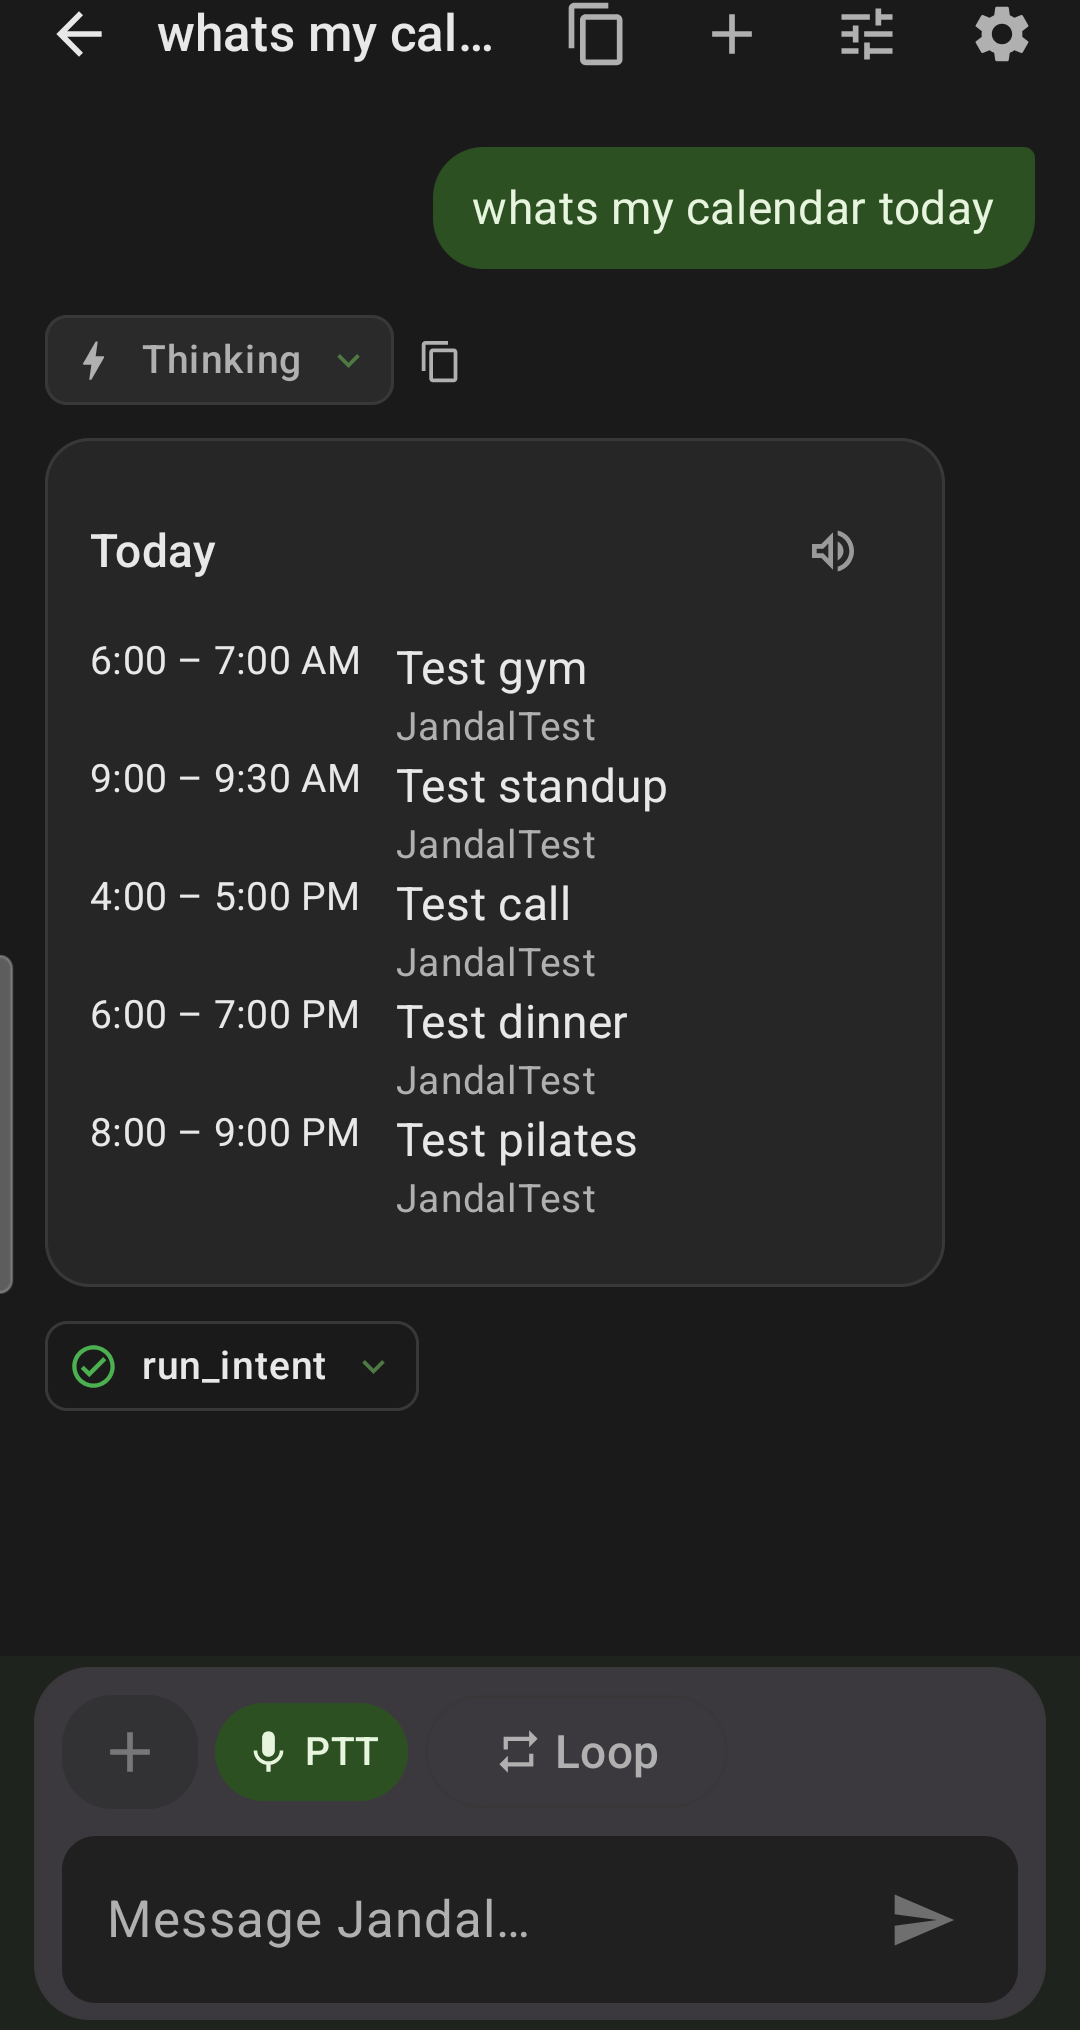 whats my cal...
whats my calendar today
Thinking
Today
6:00 – 7:00 AM Test gym
JandalTest
9:00 – 9:30 AM Test standup
JandalTest
4:00 – 5:00 PM Test call
JandalTest
6:00 – 7:00 PM Test dinner
JandalTest
8:00 – 9:00 PM Test pilates
JandalTest
run_intent
PTT Loop
Message Jandal...